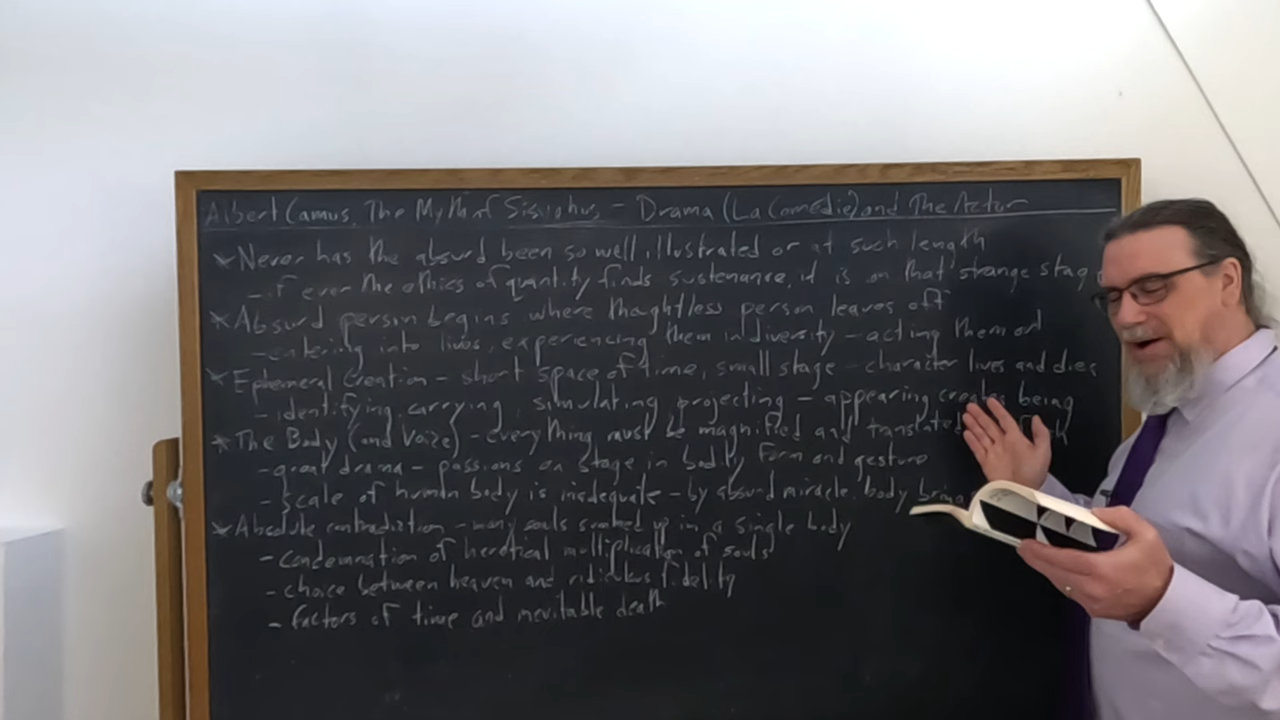 Albert Camus, The Myth of Sisyphus - Drama (La Comédie) and The Actor
* Never has the absurd been so well illustrated or at such length
- if ever the ethics of quantity finds sustenance, it is on that strange stag
* Absurd person begins where thoughtless person leaves off
- entering into lives, experiencing them in diversity - acting them out
* Ephemeral Creation - short space of time, small stage - character lives and dies
- identifying, carrying, simulating, projecting - appearing creates being
* The Body (and Voice) - everything must be magnified and translated
- great drama - passions on stage in bodily form and gesture
- scale of human body is inadequate - by absurd miracle, body bring
* Absolute contradiction - many souls soaked up in a single body
- condemnation of heretical multiplication of souls
- choice between heaven and ridiculous fidelity
- factors of time and inevitable death